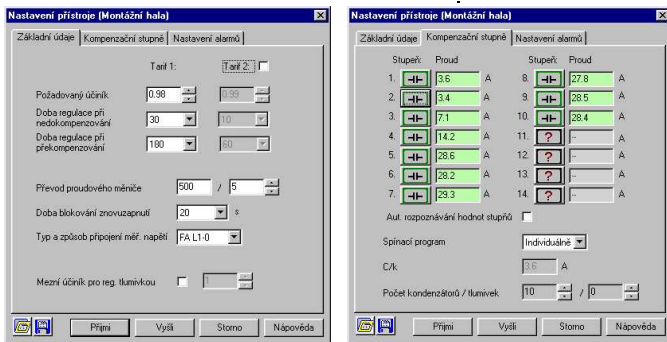 Nastavení přístroje (Montážní hala)
Základní údaje Kompenzační stupně Nastavení alarmů
Tarif 1: Tarif 2:
Požadovaný účiník 0.98 0.99
Doba regulace při nedokompenzování 30 10
Doba regulace při překompenzování 180 60
Převod proudového měniče 500 / 5
Doba blokování znovuzapnutí 20 s
Typ a způsob připojení měř. napětí FA L1-0
Mezní účiník pro reg. tlumivkou 1
Přijmi Vyšli Storno Nápověda
Nastavení přístroje (Montážní hala)
Základní údaje Kompenzační stupně Nastavení alarmů
Stupeň: Proud Stupeň: Proud
1. 3.6 A 8. 27.8 A
2. 3.4 A 9. 28.5 A
3. 7.1 A 10. 28.4 A
4. 14.2 A 11. ? -- A
5. 28.6 A 12. ? -- A
6. 28.2 A 13. ? -- A
7. 29.3 A 14. ? -- A
Aut. rozpoznávání hodnot stupňů
Spínací program Individuálně
C/k 3.6 A
Počet kondenzátorů / tlumivek 10 / 0
Přijmi Vyšli Storno Nápověda